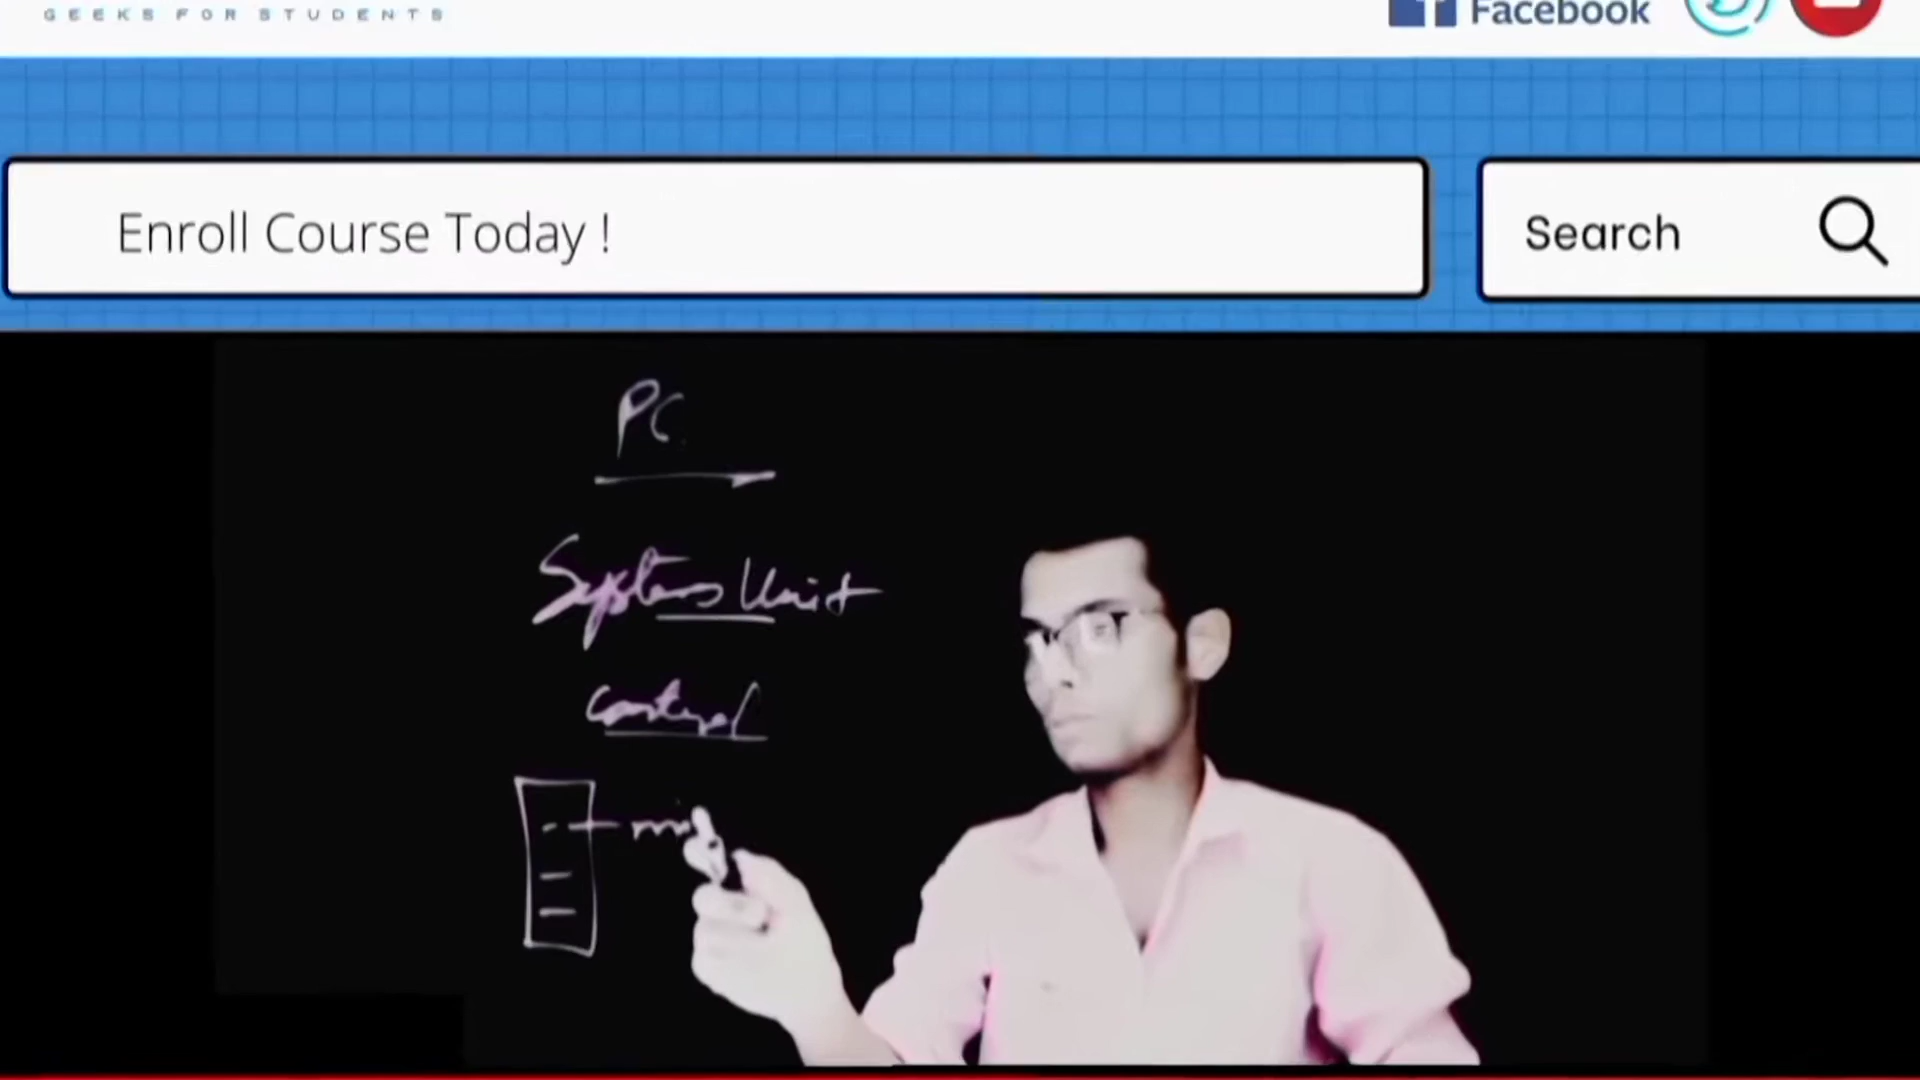 GEEKS FOR STUDENTS
Facebook
Enroll Course Today !
Search
PC
System Unit
control